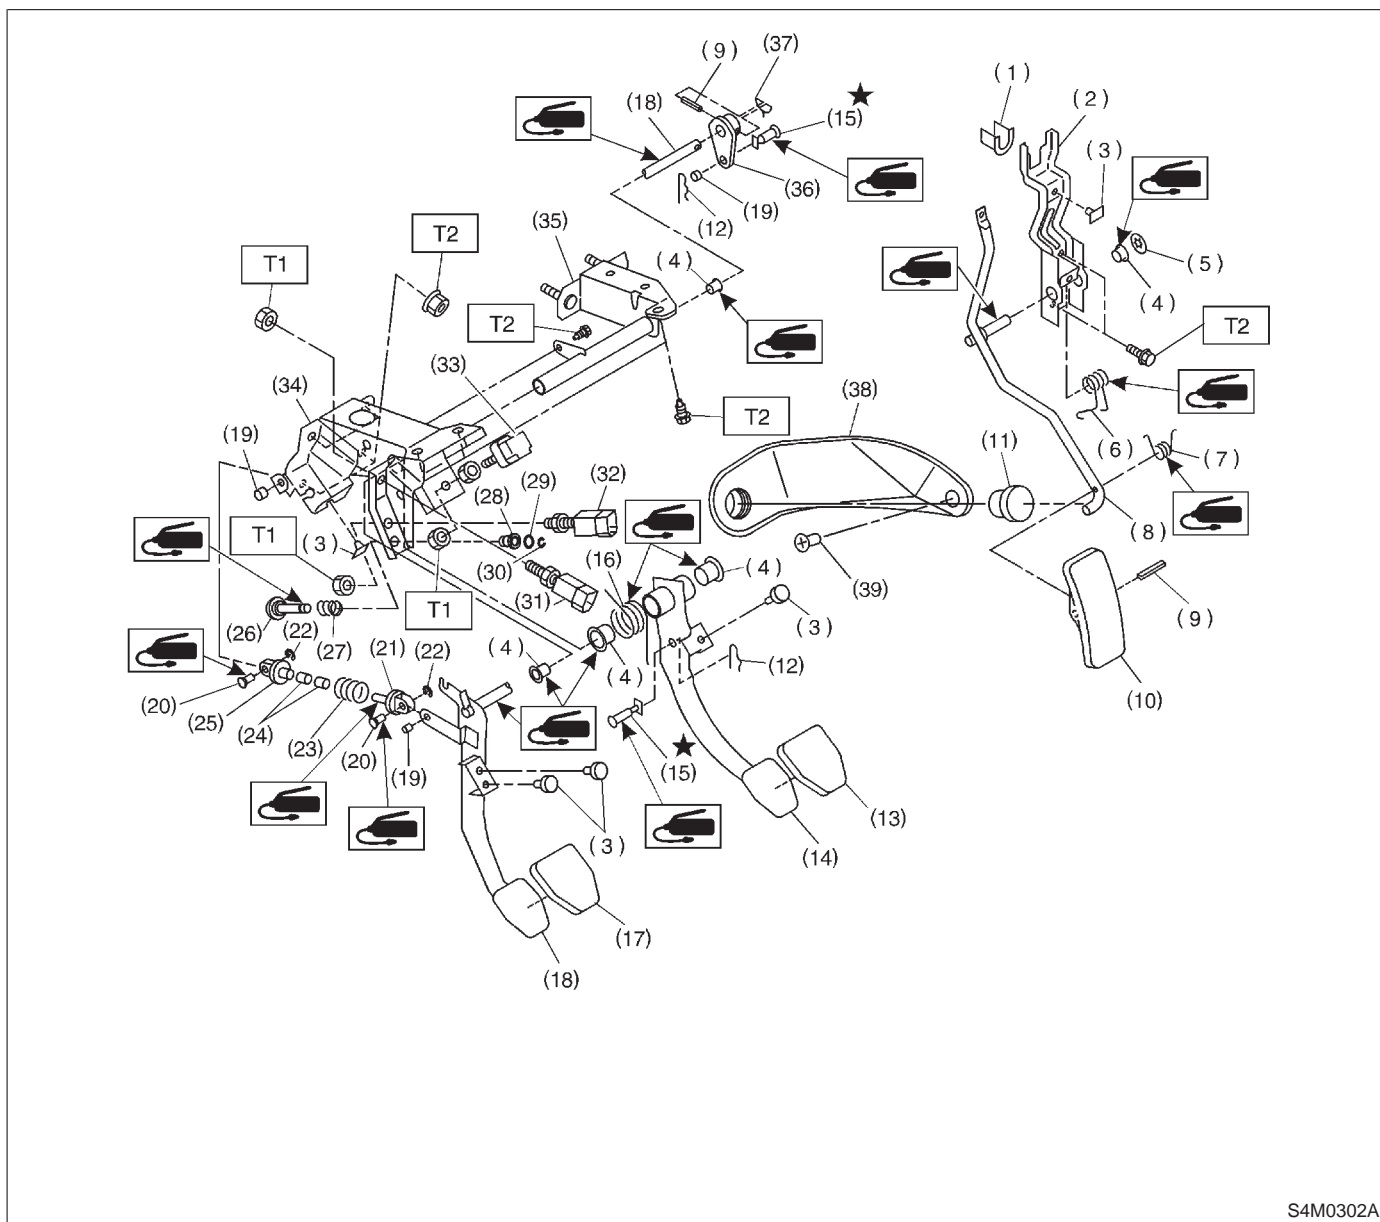 ( 9 )
(37)
(18)
(15)
(1)
(2)
( 3 )
(36)
(19)
(12)
(35)
T2
T1
( 4 )
(5)
( 4 )
T2
T2
(33)
(34)
(38)
T2
(19)
(11)
( 6 )
( 7 )
(32)
(29)
(28)
( 8 )
T1
( 3 )
(30)
(16)
( 4 )
(39)
(31)
T1
(26)
(27)
(22)
(21)
(22)
( 4 )
( 4 )
( 3 )
(12)
( 9 )
(10)
(20)
(25)
(24)
(23)
(20)
(19)
(15)
(13)
(14)
( 3 )
(17)
(18)
S4M0302A